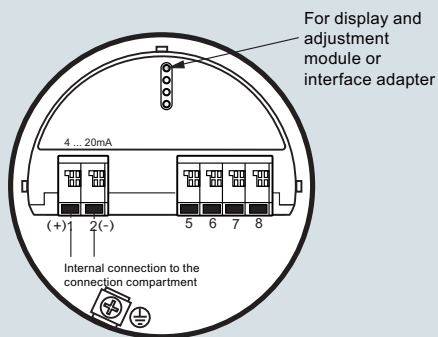 For display and
adjustment
module or
interface adapter
4 ... 20mA
(+)1 2(-)
5 6 7 8
Internal connection to the
connection compartment